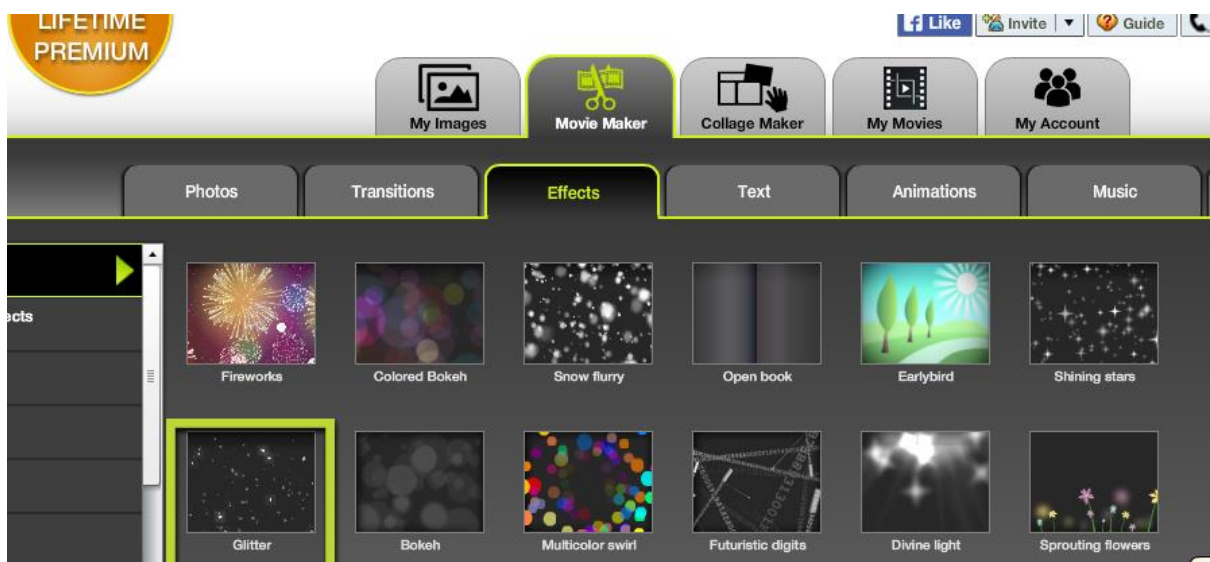 LIFETIME
PREMIUM
Like Invite Guide
My Images Movie Maker Collage Maker My Movies My Account
Photos Transitions Effects Text Animations Music
Fireworks Colored Bokeh Snow flurry Open book Earlybird Shining stars
Glitter Bokeh Multicolor swirl Futuristic digits Divine light Sprouting flowers